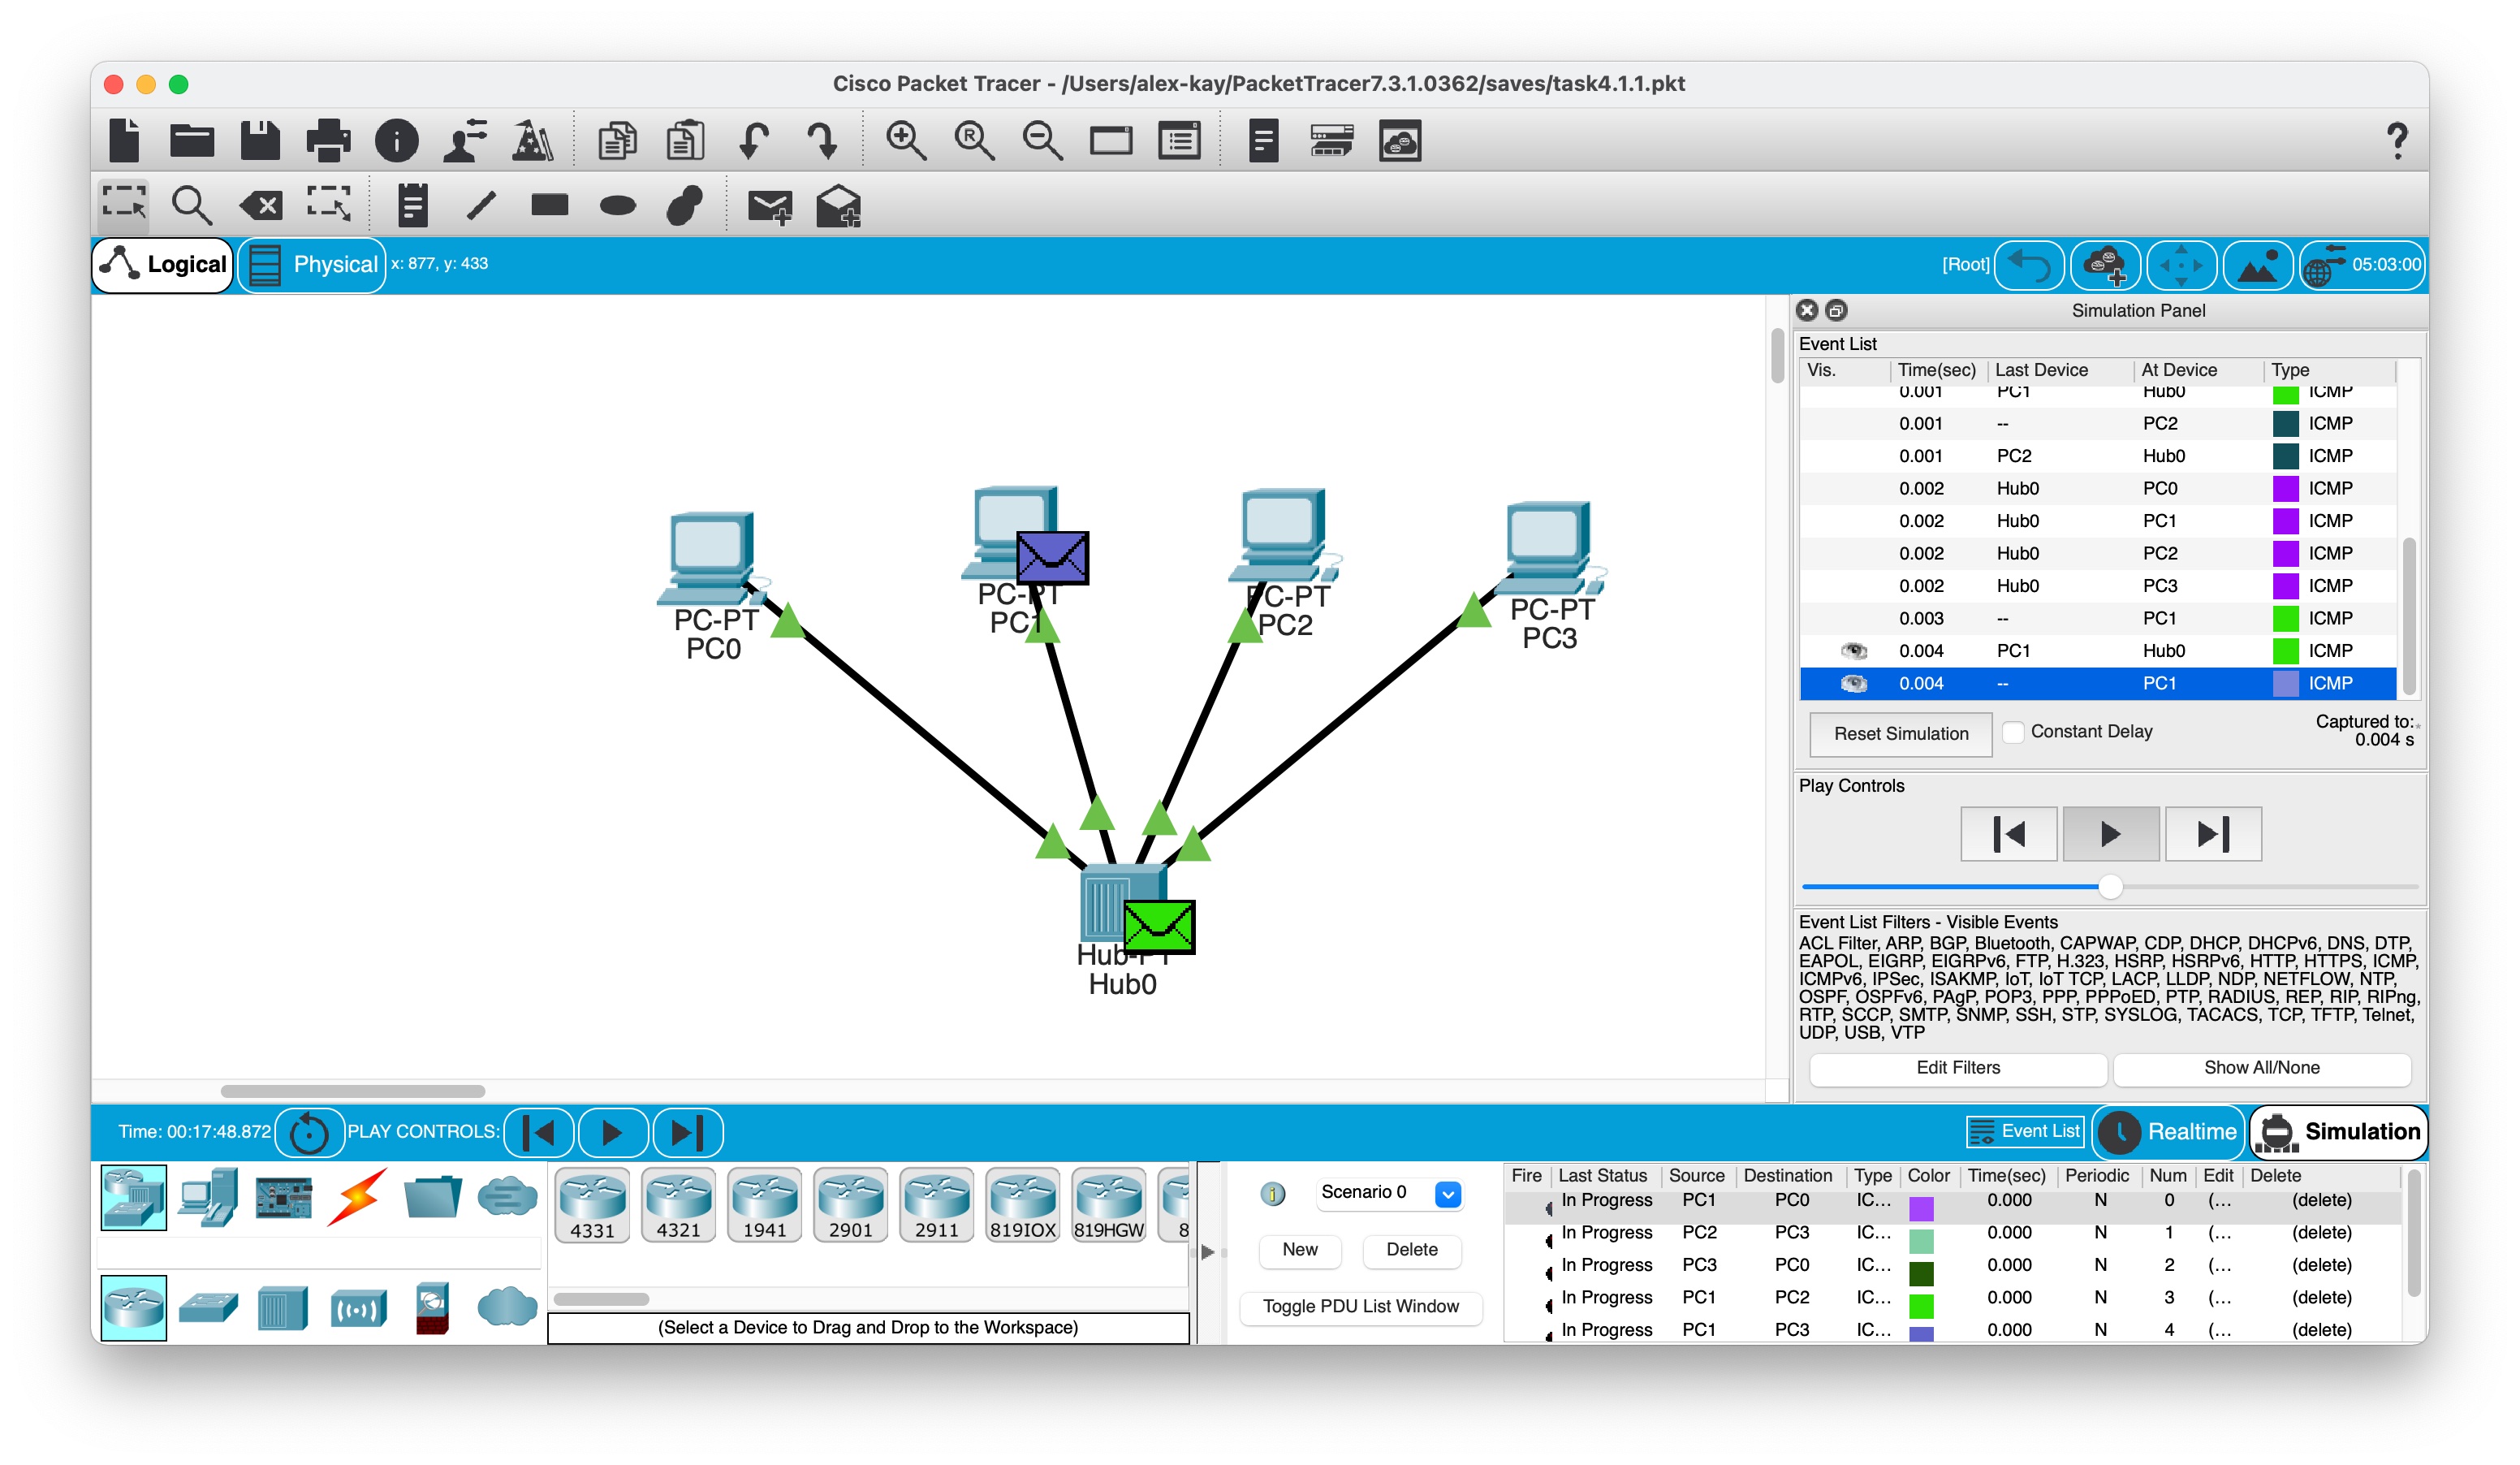 Cisco Packet Tracer - /Users/alex-kay/PacketTracer7.3.1.0362/saves/task4.1.1.pkt
Logical Physical x: 877, y: 433 [Root] 05:03:00
Simulation Panel
Event List
Vis. Time(sec) Last Device At Device Type
0.001 PC1 Hub0 ICMP
0.001 -- PC2 ICMP
0.001 PC2 Hub0 ICMP
0.002 Hub0 PC0 ICMP
0.002 Hub0 PC1 ICMP
0.002 Hub0 PC2 ICMP
0.002 Hub0 PC3 ICMP
0.003 -- PC1 ICMP
0.004 PC1 Hub0 ICMP
0.004 -- PC1 ICMP
Reset Simulation Constant Delay Captured to:
0.004 s
Play Controls
Event List Filters - Visible Events
ACL Filter, ARP, BGP, Bluetooth, CAPWAP, CDP, DHCP, DHCPv6, DNS, DTP,
EAPOL, EIGRP, EIGRPv6, FTP, H.323, HSRP, HSRPv6, HTTP, HTTPS, ICMP,
ICMPv6, IPSec, ISAKMP, IoT, IoT TCP, LACP, LLDP, NDP, NETFLOW, NTP,
OSPF, OSPFv6, PAgP, POP3, PPP, PPPoED, PTP, RADIUS, REP, RIP, RIPng,
RTP, SCCP, SMTP, SNMP, SSH, STP, SYSLOG, TACACS, TCP, TFTP, Telnet,
UDP, USB, VTP
Edit Filters Show All/None
PC-PT
PC0
PC-PT
PC1
PC-PT
PC2
PC-PT
PC3
Hub-PT
Hub0
Time: 00:17:48.872 PLAY CONTROLS: Event List Realtime Simulation
4331 4321 1941 2901 2911 819IOX 819HGW 8
(Select a Device to Drag and Drop to the Workspace)
Scenario 0
New Delete
Toggle PDU List Window
Fire Last Status Source Destination Type Color Time(sec) Periodic Num Edit Delete
In Progress PC1 PC0 IC... 0.000 N 0 (... (delete)
In Progress PC2 PC3 IC... 0.000 N 1 (... (delete)
In Progress PC3 PC0 IC... 0.000 N 2 (... (delete)
In Progress PC1 PC2 IC... 0.000 N 3 (... (delete)
In Progress PC1 PC3 IC... 0.000 N 4 (... (delete)